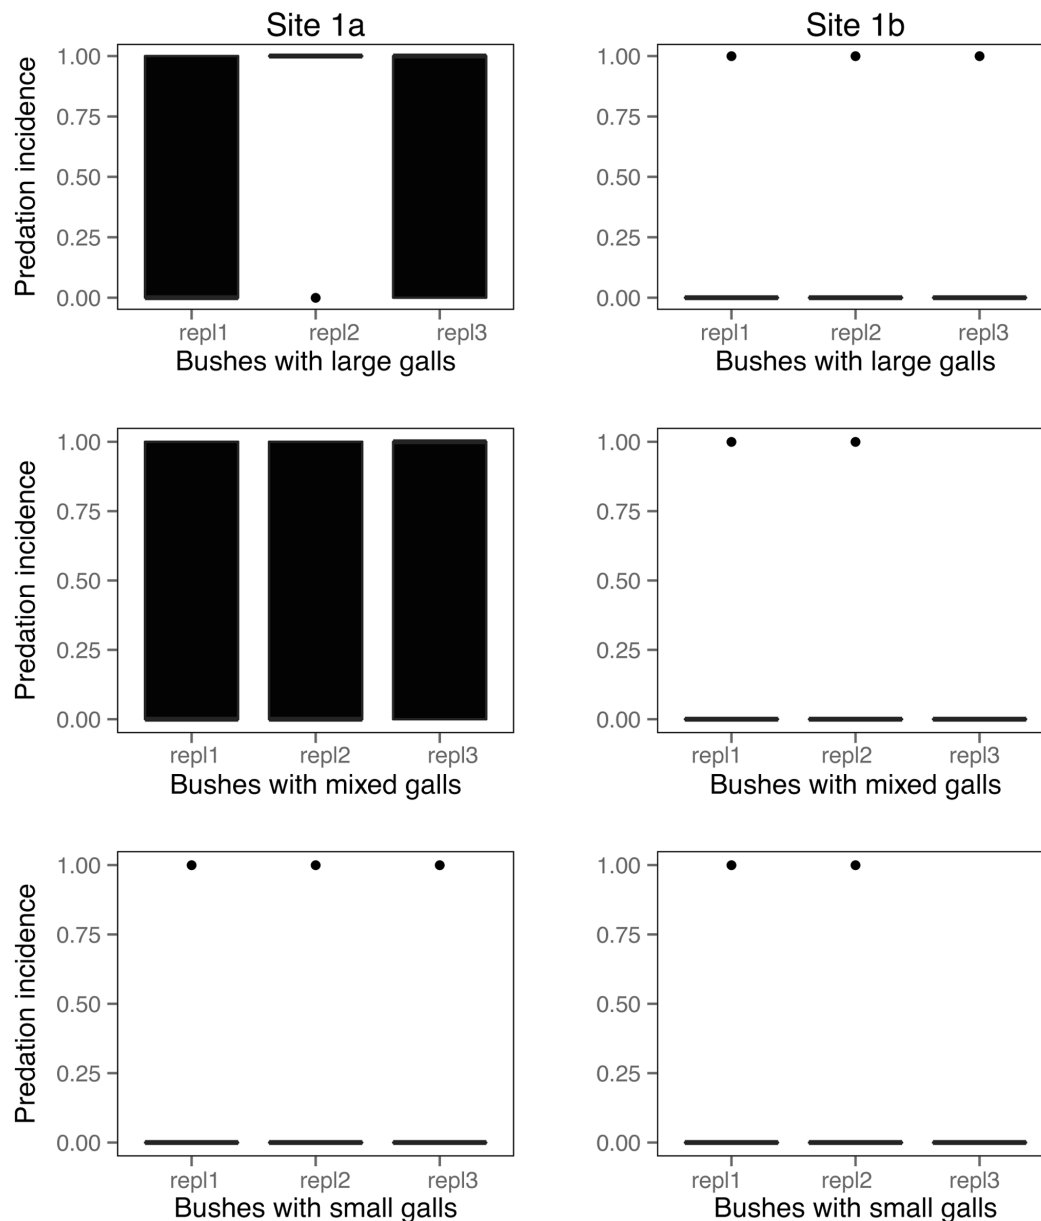 Site 1a
Site 1b
Predation incidence
1.00
0.75
0.50
0.25
0.00
repl1 repl2 repl3
Bushes with large galls
1.00
0.75
0.50
0.25
0.00
repl1 repl2 repl3
Bushes with large galls
Predation incidence
1.00
0.75
0.50
0.25
0.00
repl1 repl2 repl3
Bushes with mixed galls
1.00
0.75
0.50
0.25
0.00
repl1 repl2 repl3
Bushes with mixed galls
Predation incidence
1.00
0.75
0.50
0.25
0.00
repl1 repl2 repl3
Bushes with small galls
1.00
0.75
0.50
0.25
0.00
repl1 repl2 repl3
Bushes with small galls